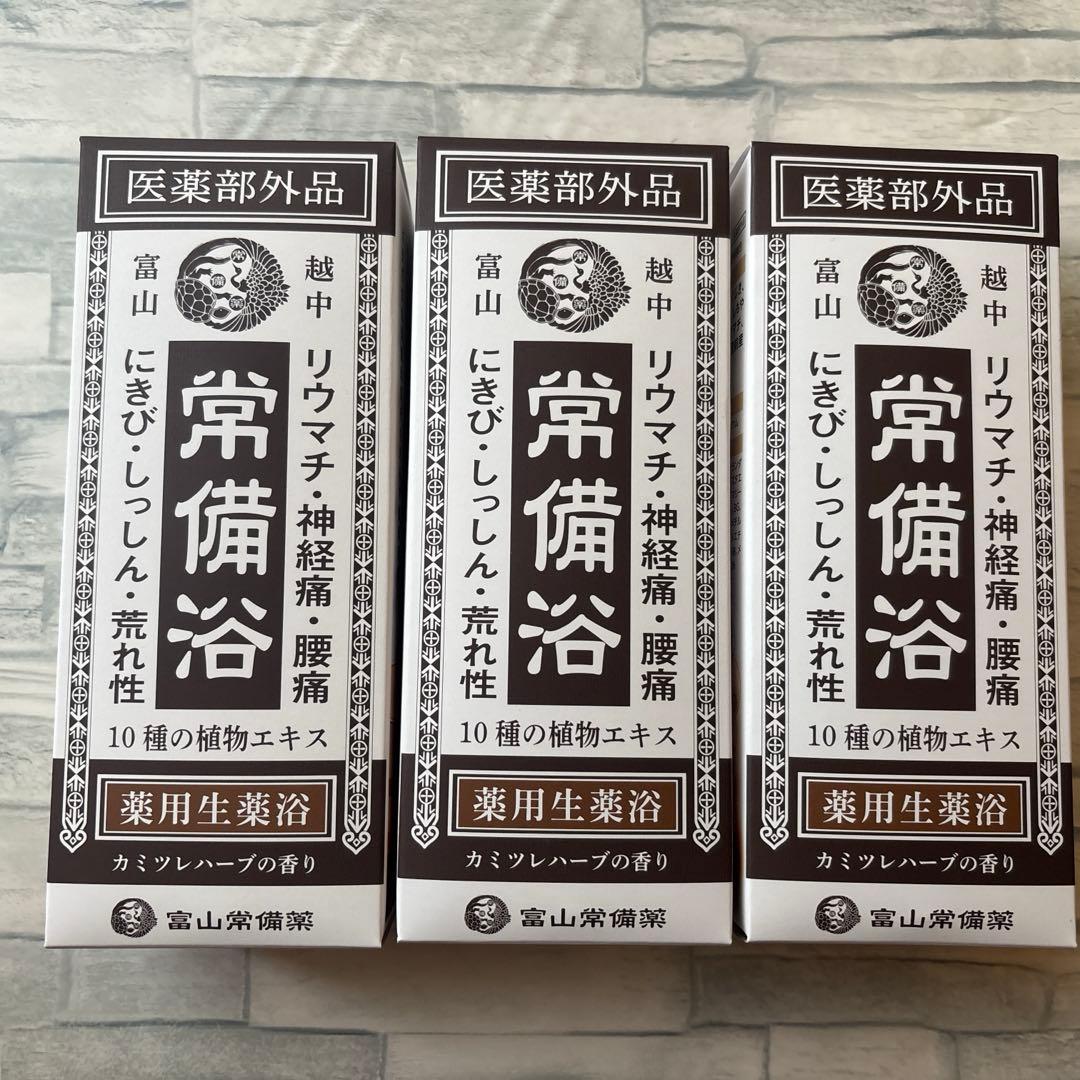 医薬部外品
越中
富山
常備薬
リウマチ・神経痛・腰痛
常備浴
にきび・しっしん・荒れ性
10種の植物エキス
薬用生薬浴
カミツレハーブの香り
富山常備薬
医薬部外品
越中
富山
常備薬
リウマチ・神経痛・腰痛
常備浴
にきび・しっしん・荒れ性
10種の植物エキス
薬用生薬浴
カミツレハーブの香り
富山常備薬
医薬部外品
越中
富山
常備薬
リウマチ・神経痛・腰痛
常備浴
にきび・しっしん・荒れ性
10種の植物エキス
薬用生薬浴
カミツレハーブの香り
富山常備薬